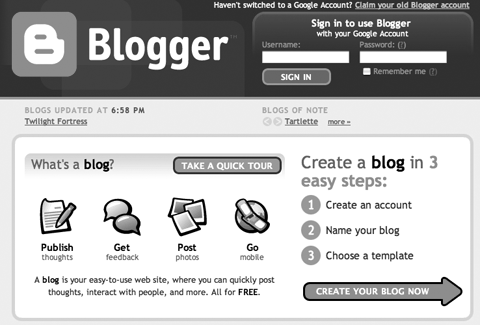 Haven't switched to a Google Account? Claim your old Blogger account
Blogger
Sign in to use Blogger
with your Google Account
Username: Password: (?)
SIGN IN
Remember me (?)
BLOGS UPDATED AT 6:58 PM
Twilight Fortress
BLOGS OF NOTE
Tartlette more »
What's a blog?
TAKE A QUICK TOUR
Publish
thoughts
Get
feedback
Post
photos
Go
mobile
A blog is your easy-to-use web site, where you can quickly post
thoughts, interact with people, and more. All for FREE.
Create a blog in 3
easy steps:
1 Create an account
2 Name your blog
3 Choose a template
CREATE YOUR BLOG NOW